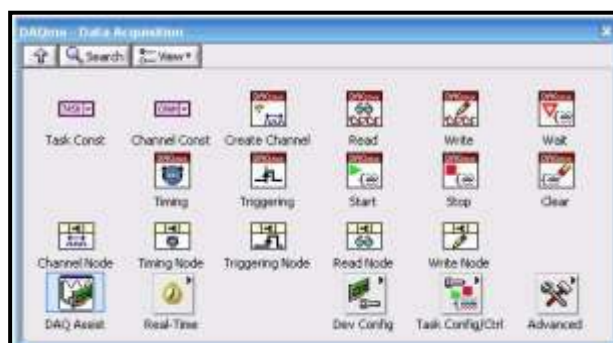 DAQmx - Data Acquisition
Search View
Task Const Channel Const Create Channel Read Write Wait
Timing Triggering Start Stop Clear
Channel Node Timing Node Triggering Node Read Node Write Node
DAQ Assist Real-Time Dev Config Task Config/Ctrl Advanced